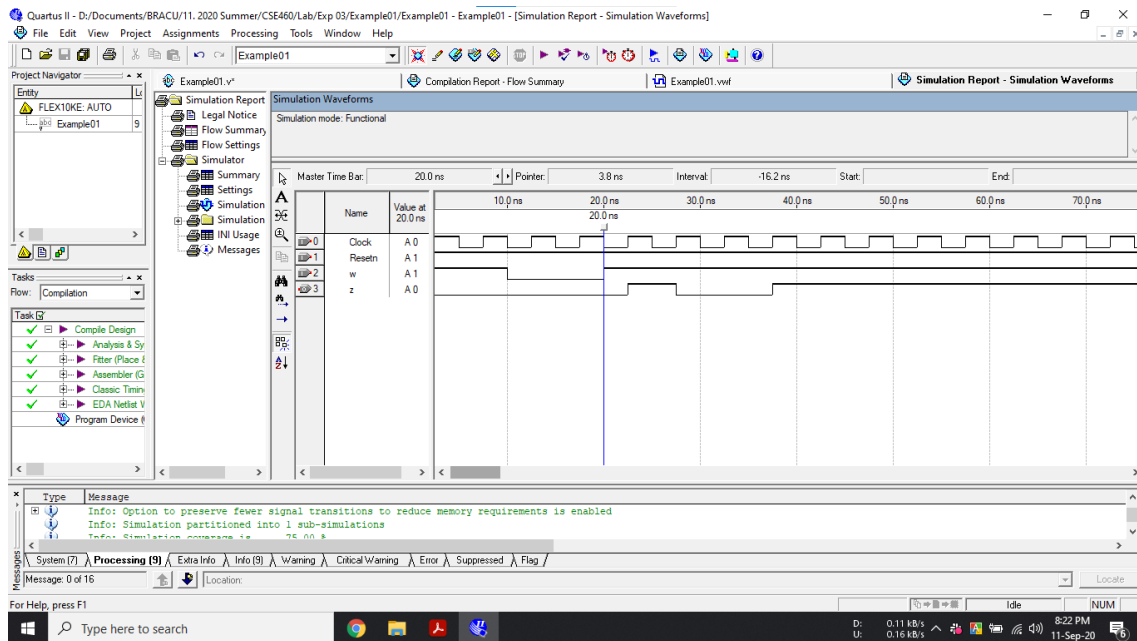 Quartus II - D:/Documents/BRACU/11. 2020 Summer/CSE460/Lab/Exp 03/Example01/Example01 - Example01 - [Simulation Report - Simulation Waveforms]
File Edit View Project Assignments Processing Tools Window Help
Example01
Project Navigator
Entity
FLEX10KE: AUTO
Example01 9
Example01.v*
Compilation Report - Flow Summary
Example01.vwf
Simulation Report - Simulation Waveforms
Simulation Report
Legal Notice
Flow Summary
Flow Settings
Simulator
Summary
Settings
Simulation
Simulation
INI Usage
Messages
Simulation Waveforms
Simulation mode: Functional
Master Time Bar: 20.0 ns Pointer: 3.8 ns Interval: -16.2 ns Start: End:
Name Value at 20.0 ns
10.0 ns 20.0 ns 30.0 ns 40.0 ns 50.0 ns 60.0 ns 70.0 ns
20.0 ns
0 Clock A 0
1 Resetn A 1
2 w A 1
3 z A 0
Tasks
Flow: Compilation
Task
Compile Design
Analysis & Sy
Fitter (Place &
Assembler (G
Classic Timin
EDA Netlist W
Program Device (
Type Message
Info: Option to preserve fewer signal transitions to reduce memory requirements is enabled
Info: Simulation partitioned into 1 sub-simulations
Info: Simulation coverage is 75.00 %
System (7) Processing (9) Extra Info Info (9) Warning Critical Warning Error Suppressed Flag
Messages
Message: 0 of 16 Location: Locate
For Help, press F1 Idle NUM
Type here to search
D: 0.11 kB/s
U: 0.16 kB/s
8:22 PM
11-Sep-20
6